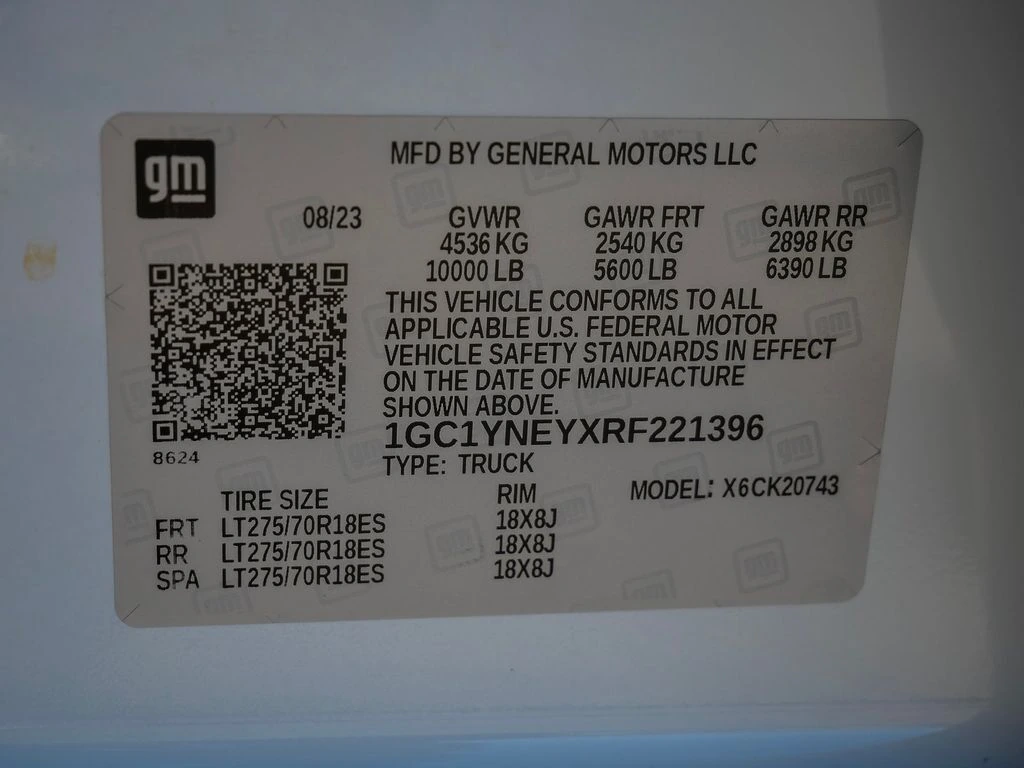 gm
MFD BY GENERAL MOTORS LLC
08/23 GVWR GAWR FRT GAWR RR
4536 KG 2540 KG 2898 KG
10000 LB 5600 LB 6390 LB
THIS VEHICLE CONFORMS TO ALL
APPLICABLE U.S. FEDERAL MOTOR
VEHICLE SAFETY STANDARDS IN EFFECT
ON THE DATE OF MANUFACTURE
SHOWN ABOVE.
1GC1YNEYXRF221396
8624
TYPE: TRUCK
TIRE SIZE RIM MODEL: X6CK20743
FRT LT275/70R18ES 18X8J
RR LT275/70R18ES 18X8J
SPA LT275/70R18ES 18X8J